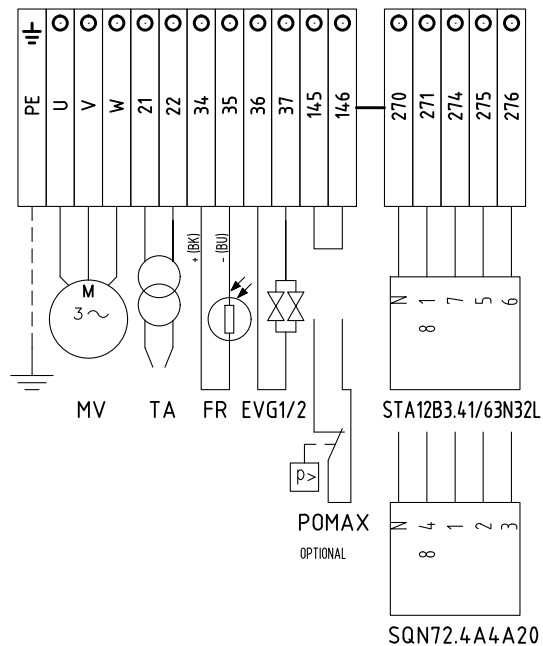 PE U V W 21 22 34 35 36 37 145 146 270 271 274 275 276
+(BK) -(BU)
M
3~
MV TA FR EVG1/2
N 1 7 5 6
8
STA12B3.41/63N32L
p>
POMAX
OPTIONAL
N 4 1 2 3
8
SQN72.4A4A20